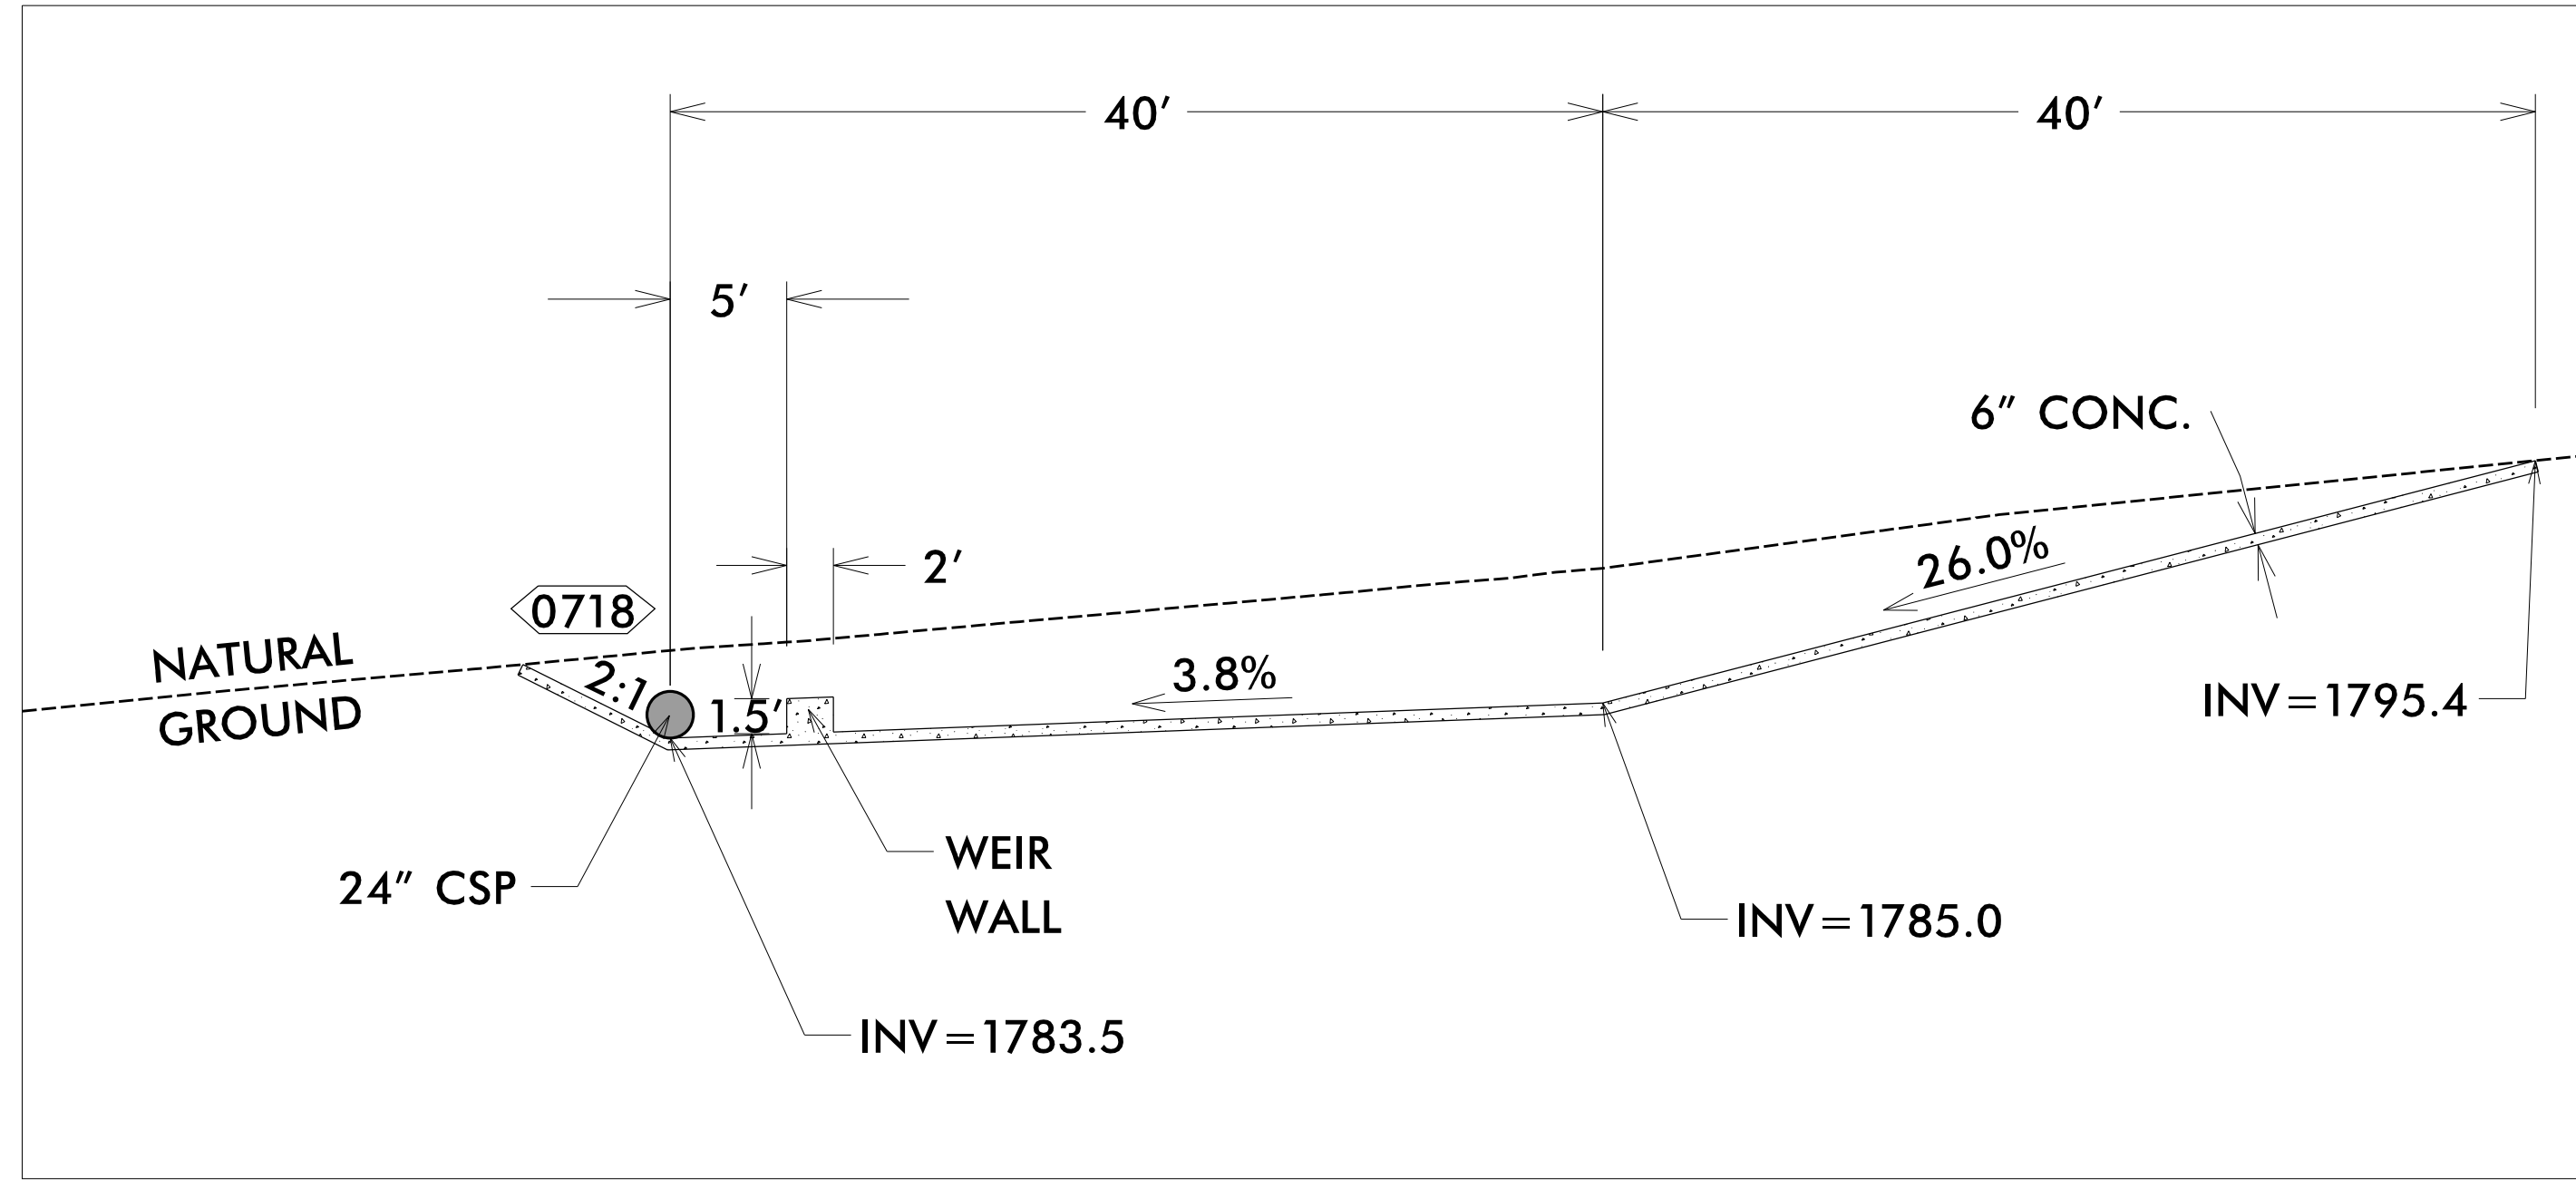 40′
40′
5′
6″ CONC.
26.0%
2′
0718
NATURAL
GROUND
2:1
1.5′
3.8%
INV=1795.4
WEIR
WALL
24″ CSP
INV=1785.0
INV=1783.5